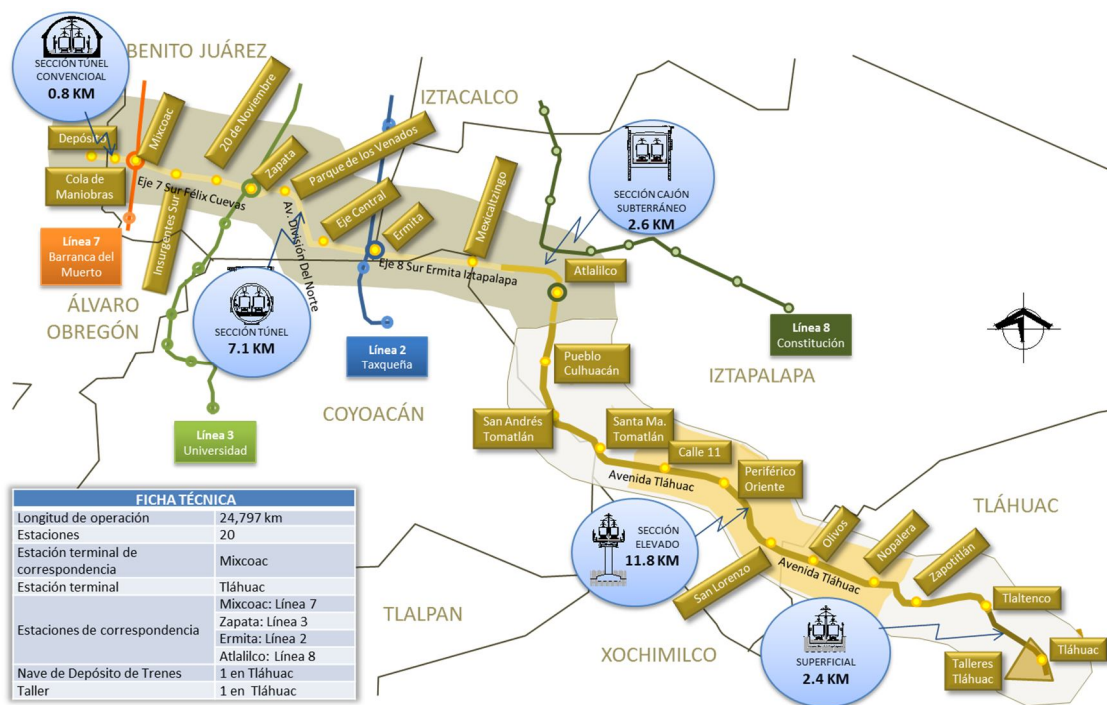 BENITO JUÁREZ
SECCIÓN TÚNEL
CONVENCIOAL
0.8 KM
IZTACALCO
Depósito
Mixcoac
20 de Noviembre
Zapata
Parque de los Venados
Cola de
Maniobras
Eje 7 Sur Félix Cuevas
Insurgentes Sur
Av. División Del Norte
Eje Central
Ermita
Mexicaltzingo
SECCIÓN CAJÓN
SUBTERRÁNEO
2.6 KM
Línea 7
Barranca del
Muerto
Eje 8 Sur Ermita Iztapalapa
Atlalilco
ÁLVARO
OBREGÓN
SECCIÓN TÚNEL
7.1 KM
Línea 2
Taxqueña
Línea 8
Constitución
Pueblo
Culhuacán
IZTAPALAPA
COYOACÁN
Línea 3
Universidad
San Andrés
Tomatlán
Santa Ma.
Tomatlán
Calle 11
Avenida Tláhuac
Periférico
Oriente
TLÁHUAC
SECCIÓN
ELEVADO
11.8 KM
San Lorenzo
Olivos
Avenida Tláhuac
Nopalera
Zapotitlán
Tlaltenco
TLALPAN
XOCHIMILCO
SUPERFICIAL
2.4 KM
Talleres
Tláhuac
Tláhuac
FICHA TÉCNICA
Longitud de operación 24,797 km
Estaciones 20
Estación terminal de
correspondencia Mixcoac
Estación terminal Tláhuac
Estaciones de correspondencia Mixcoac: Línea 7
Zapata: Línea 3
Ermita: Línea 2
Atlalilco: Línea 8
Nave de Depósito de Trenes 1 en Tláhuac
Taller 1 en Tláhuac